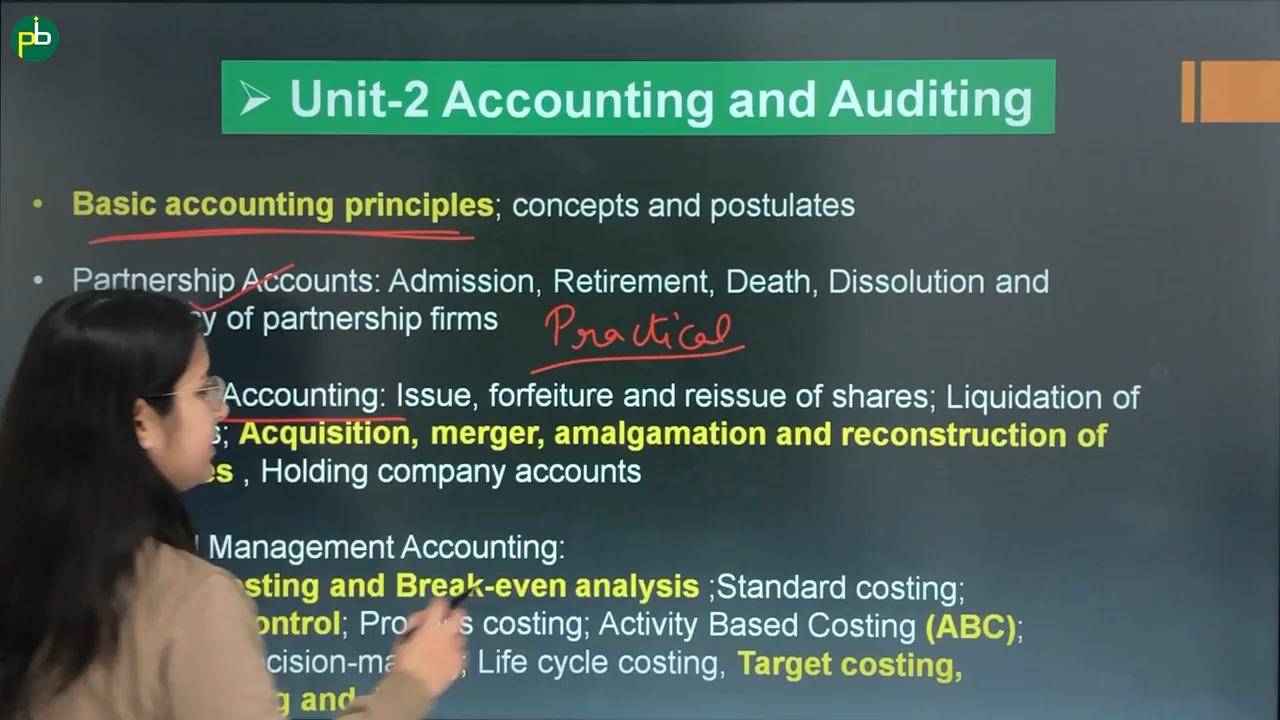 pib
Unit-2 Accounting and Auditing
Basic accounting principles; concepts and postulates
Partnership Accounts: Admission, Retirement, Death, Dissolution and
of partnership firms
Practical
Accounting: Issue, forfeiture and reissue of shares; Liquidation of
Acquisition, merger, amalgamation and reconstruction of
, Holding company accounts
Management Accounting:
and Break-even analysis ;Standard costing;
costing; Activity Based Costing (ABC);
Life cycle costing, Target costing,
and